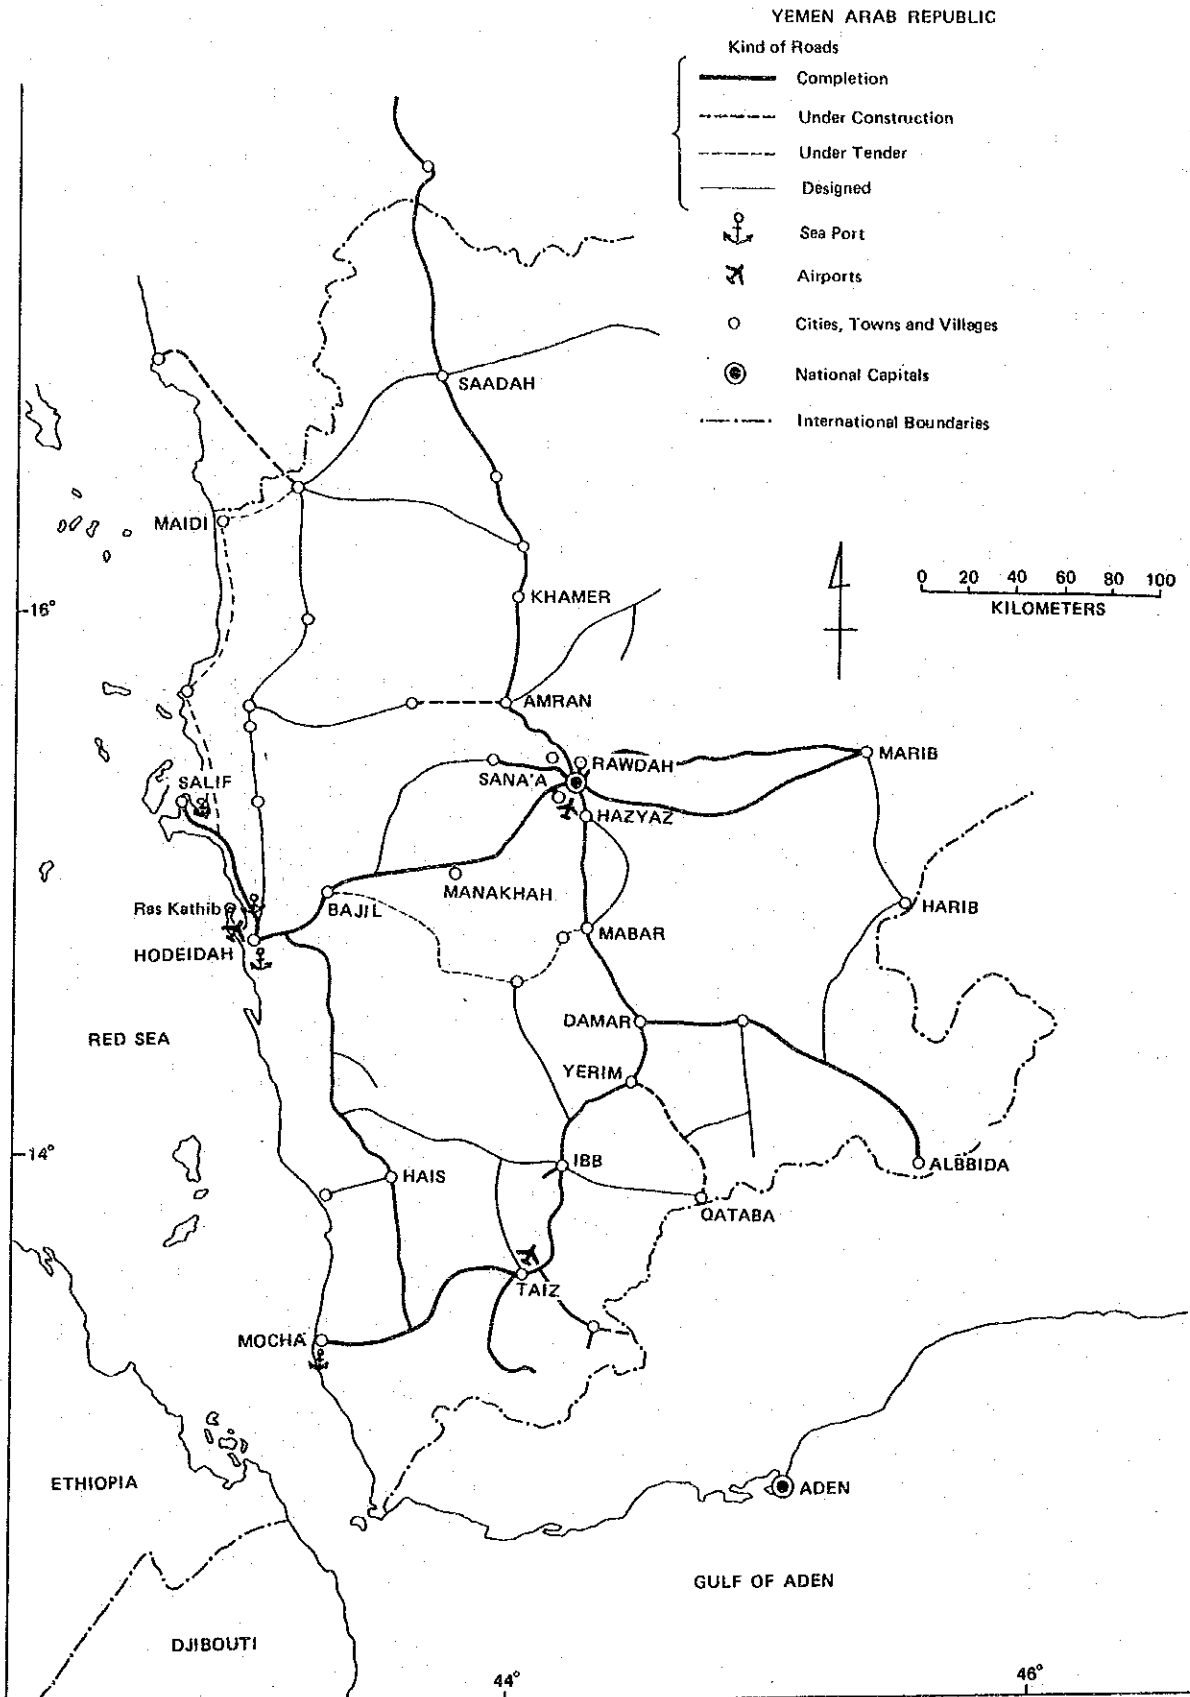 YEMEN ARAB REPUBLIC
Kind of Roads
Completion
Under Construction
Under Tender
Designed
Sea Port
Airports
Cities, Towns and Villages
National Capitals
International Boundaries
SAADAH
MAIDI
0 20 40 60 80 100
KILOMETERS
KHAMER
16°
AMRAN
RAWDAH
MARIB
SANA'A
SALIF
HAZYAZ
MANAKHAH
BAJIL
Ras Kathib
HARIB
MABAR
HODEIDAH
DAMAR
RED SEA
YERIM
14°
IBB
ALBBIDA
HAIS
QATABA
TAIZ
MOCHA
ETHIOPIA
ADEN
GULF OF ADEN
DJIBOUTI
44°
46°